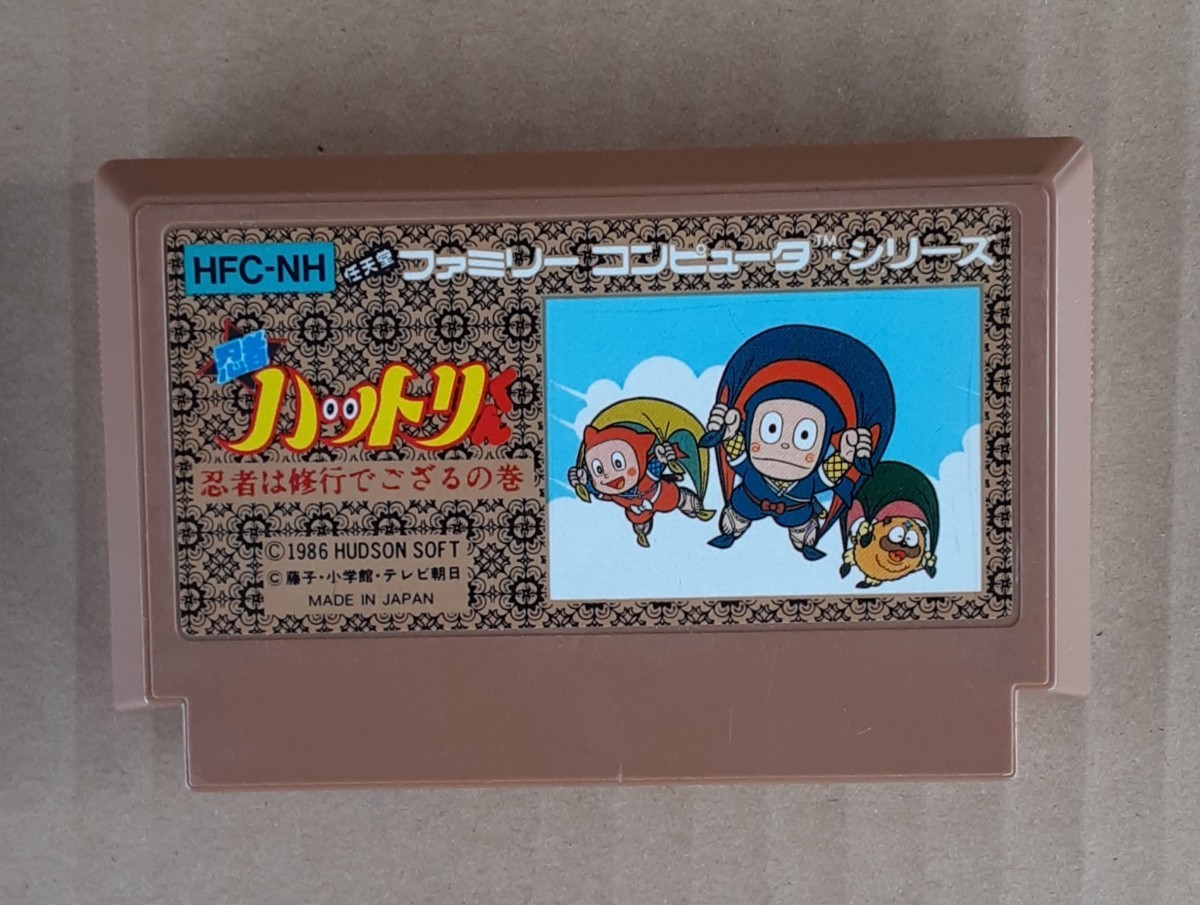 HFC-NH
任天堂 ファミリー コンピュータ™・シリーズ
忍者
ハットリくん
忍者は修行でござるの巻
©1986 HUDSON SOFT
©藤子・小学館・テレビ朝日
MADE IN JAPAN